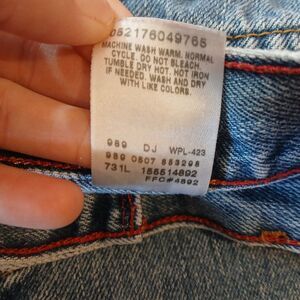 052176049765
MACHINE WASH WARM. NORMAL
CYCLE. DO NOT BLEACH.
TUMBLE DRY HOT. HOT IRON
IF NEEDED. WASH AND DRY
WITH LIKE COLORS.
989 DJ WPL-423
989 0507 553298
731L 155514892
FFC#4892